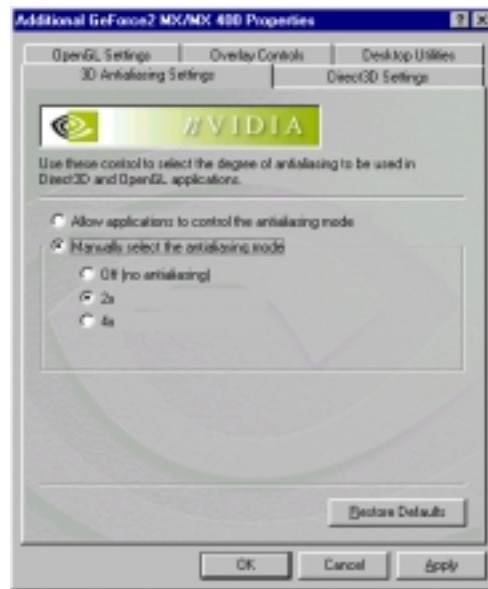 Additional GeForce2 MX/MX 400 Properties
OpenGL Settings
Overlay Controls
Desktop Utilities
3D Antialiasing Settings
Direct3D Settings
nVIDIA
Use these control to select the degree of antialiasing to be used in
Direct3D and OpenGL applications.
Allow applications to control the antialiasing mode
Manually select the antialiasing mode
Off (no antialiasing)
2x
4x
Restore Defaults
OK
Cancel
Apply